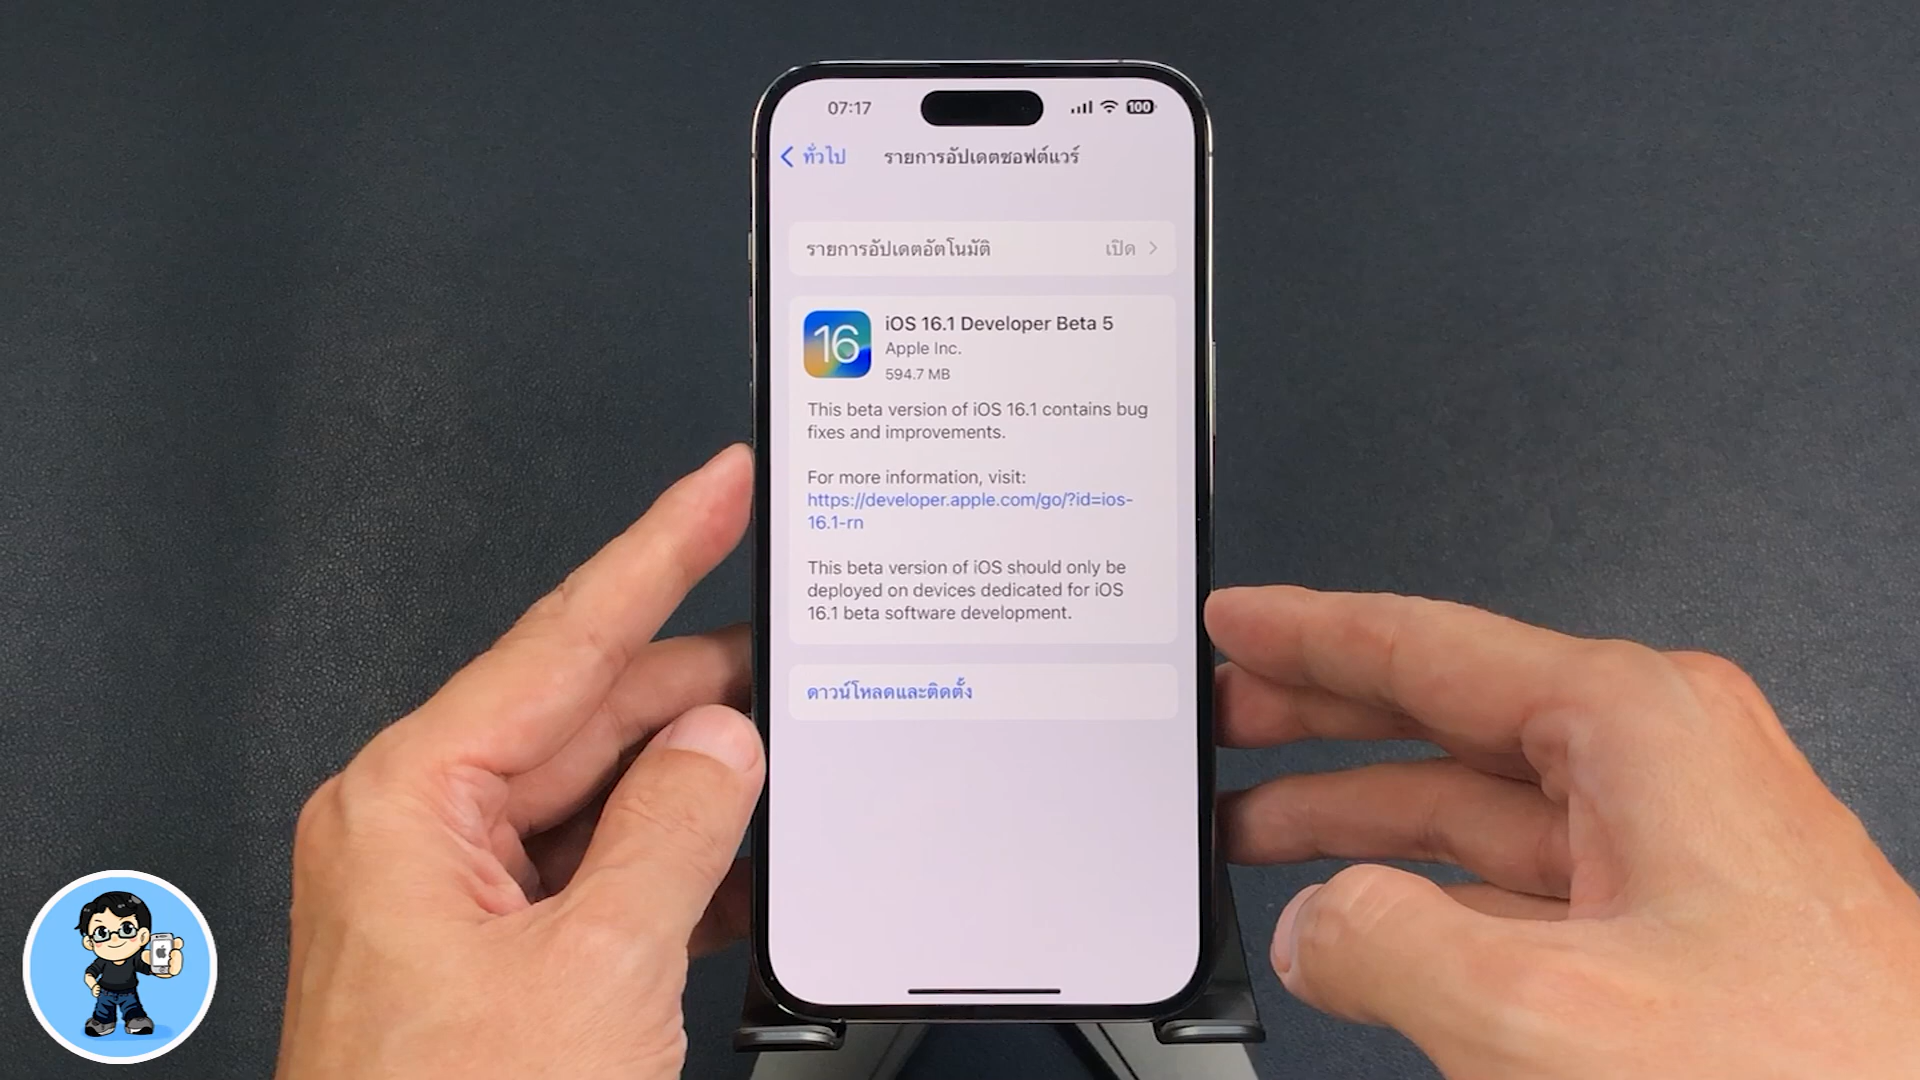 07:17
100
ทั่วไป
รายการอัปเดตซอฟต์แวร์
รายการอัปเดตอัตโนมัติ
เปิด
16
iOS 16.1 Developer Beta 5
Apple Inc.
594.7 MB
This beta version of iOS 16.1 contains bug
fixes and improvements.
For more information, visit:
https://developer.apple.com/go/?id=ios-
16.1-rn
This beta version of iOS should only be
deployed on devices dedicated for iOS
16.1 beta software development.
ดาวน์โหลดและติดตั้ง